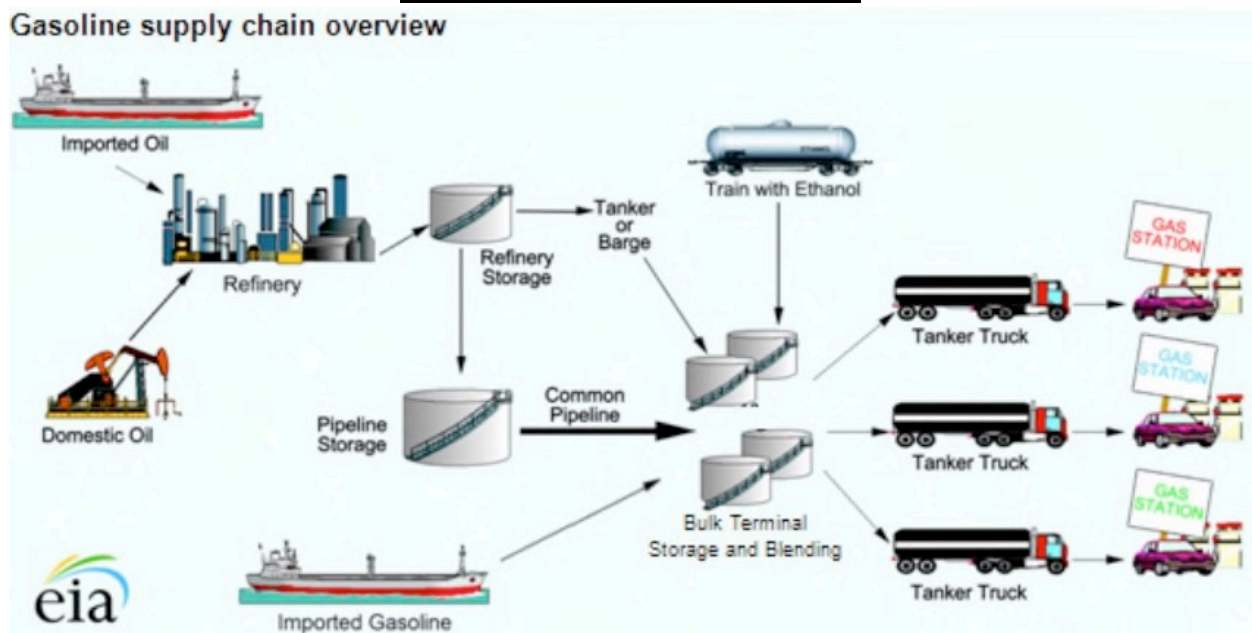 Gasoline supply chain overview
Imported Oil
Train with Ethanol
Tanker
or
Barge
Refinery
Storage
Refinery
GAS
STATION
Tanker Truck
Domestic Oil
Pipeline
Storage
Common
Pipeline
GAS
STATION
Tanker Truck
Bulk Terminal
Storage and Blending
GAS
STATION
Tanker Truck
Imported Gasoline
eia
ETHANOL